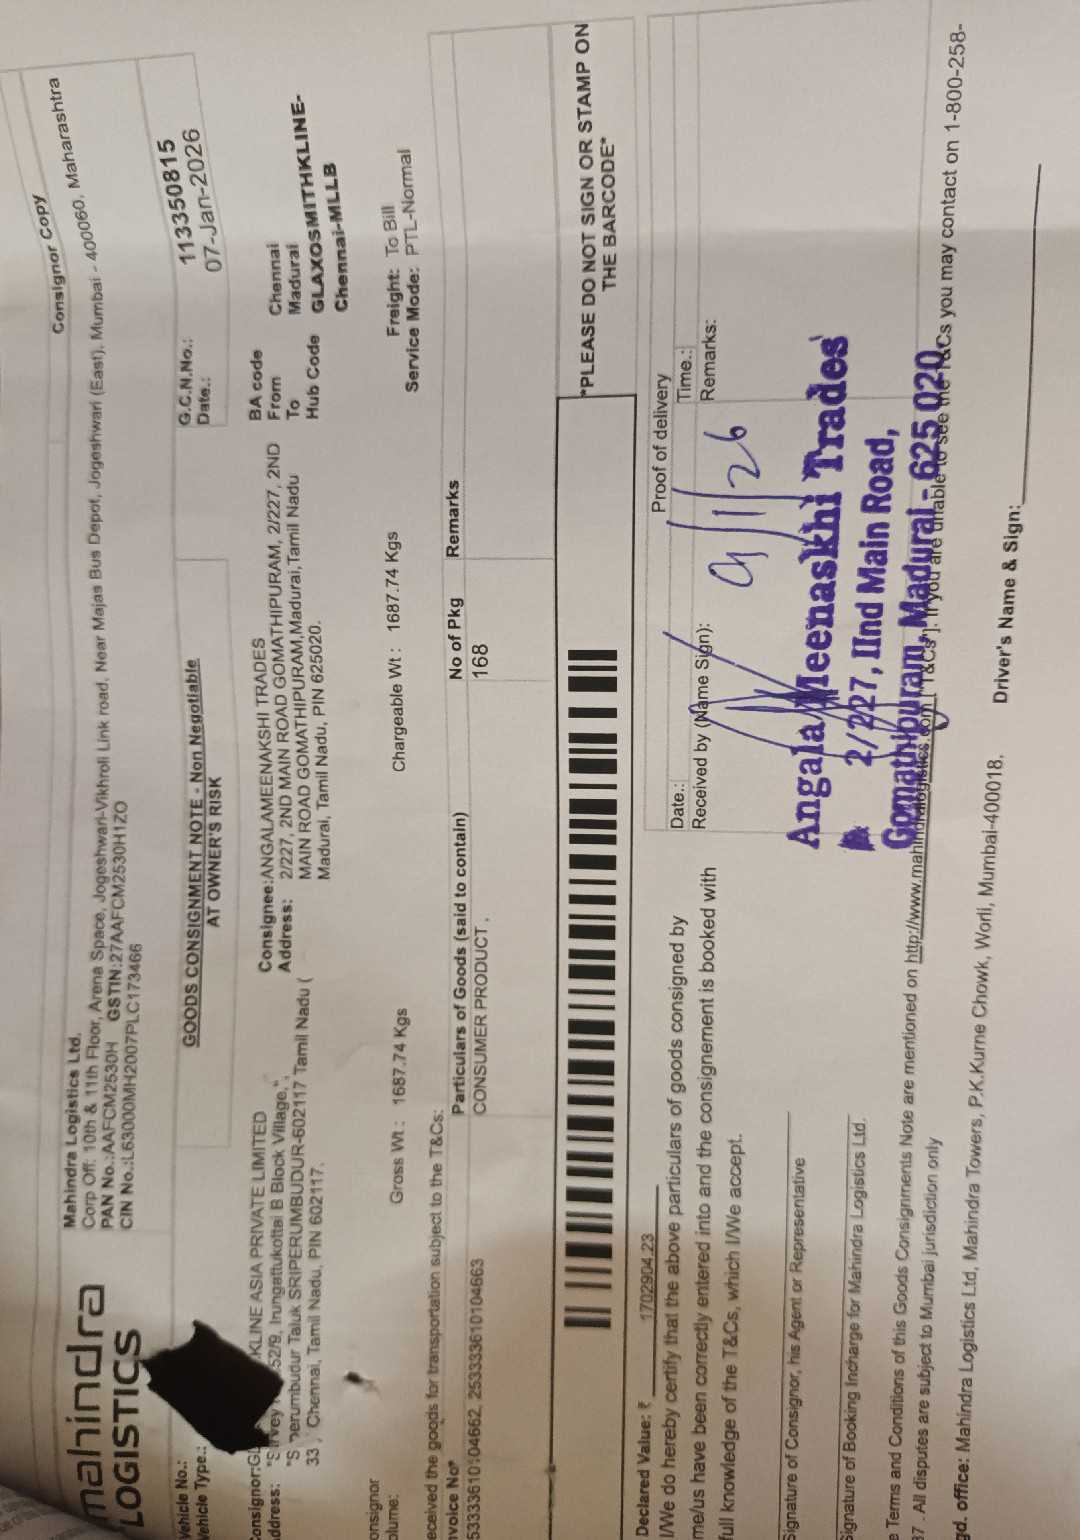 Consignor Copy
mahindra
LOGISTICS
Mahindra Logistics Ltd.
Corp Off: 10th & 11th Floor, Arena Space, Jogeshwari-Vikhroli Link road, Near Majas Bus Depot, Jogeshwari (East), Mumbai - 400060, Maharashtra
PAN No.:AAFCM2530H GSTIN:27AAFCM2530H1ZO
CIN No.:L63000MH2007PLC173466
Vehicle No.:
Vehicle Type.:
GOODS CONSIGNMENT NOTE - Non Negotiable
AT OWNER'S RISK
G.C.N.No.: 113350815
Date.: 07-Jan-2026
onsignor: KLINE ASIA PRIVATE LIMITED
ddress: 52/9, Irungattukottai B Block Village,",
perumbudur Taluk SRIPERUMBUDUR-602117 Tamil Nadu (
33 , Chennai, Tamil Nadu, PIN 602117.
Consignee:ANGALAMEENAKSHI TRADES
Address: 2/227, 2ND MAIN ROAD GOMATHIPURAM, 2/227, 2ND
MAIN ROAD GOMATHIPURAM,Madurai,Tamil Nadu
Madurai, Tamil Nadu, PIN 625020.
BA code
From Chennai
To Madurai
Hub Code GLAXOSMITHKLINE-
Chennai-MLLB
onsignor
olume:
Gross Wt : 1687.74 Kgs
Chargeable Wt : 1687.74 Kgs
Freight: To Bill
Service Mode: PTL-Normal
eceived the goods for transportation subject to the T&Cs:
nvoice No* Particulars of Goods (said to contain) No of Pkg Remarks
53333610104662, 253333610104663 CONSUMER PRODUCT , 168
*PLEASE DO NOT SIGN OR STAMP ON
THE BARCODE*
Declared Value: ₹ 1702904.23
I/We do hereby certify that the above particulars of goods consigned by
me/us have been correctly entered into and the consignement is booked with
full knowledge of the T&Cs, which I/We accept.
Proof of delivery
Date.: Time.:
Received by (Name Sign): Remarks:
9/1/26
Angala Meenaskhi Trades
2/227, IInd Main Road,
Gomathipuram, Madurai - 625 020.
Signature of Consignor, his Agent or Representative
Signature of Booking Incharge for Mahindra Logistics Ltd.
e Terms and Conditions of this Goods Consignments Note are mentioned on http://www.mahindralogistics.com [ "T&Cs"]. If you are unable to see the T&Cs you may contact on 1-800-258-
37 . All disputes are subject to Mumbai jurisdiction only
gd. office: Mahindra Logistics Ltd, Mahindra Towers, P.K.Kurne Chowk, Worli, Mumbai-400018.
Driver's Name & Sign: